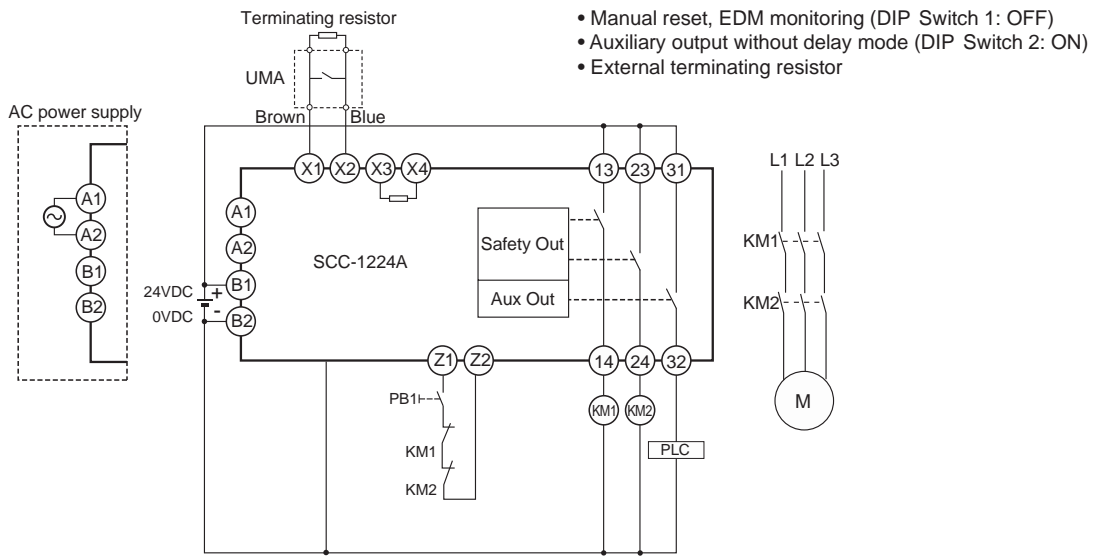 Terminating resistor
• Manual reset, EDM monitoring (DIP Switch 1: OFF)
• Auxiliary output without delay mode (DIP Switch 2: ON)
• External terminating resistor
UMA
AC power supply
Brown
Blue
X1
X2
X3
X4
13
23
31
L1 L2 L3
A1
A2
B1
B2
A1
A2
B1
B2
SCC-1224A
Safety Out
Aux Out
KM1
KM2
24VDC
+
0VDC
-
Z1
Z2
14
24
32
M
PB1
KM1
KM2
KM1
KM2
PLC